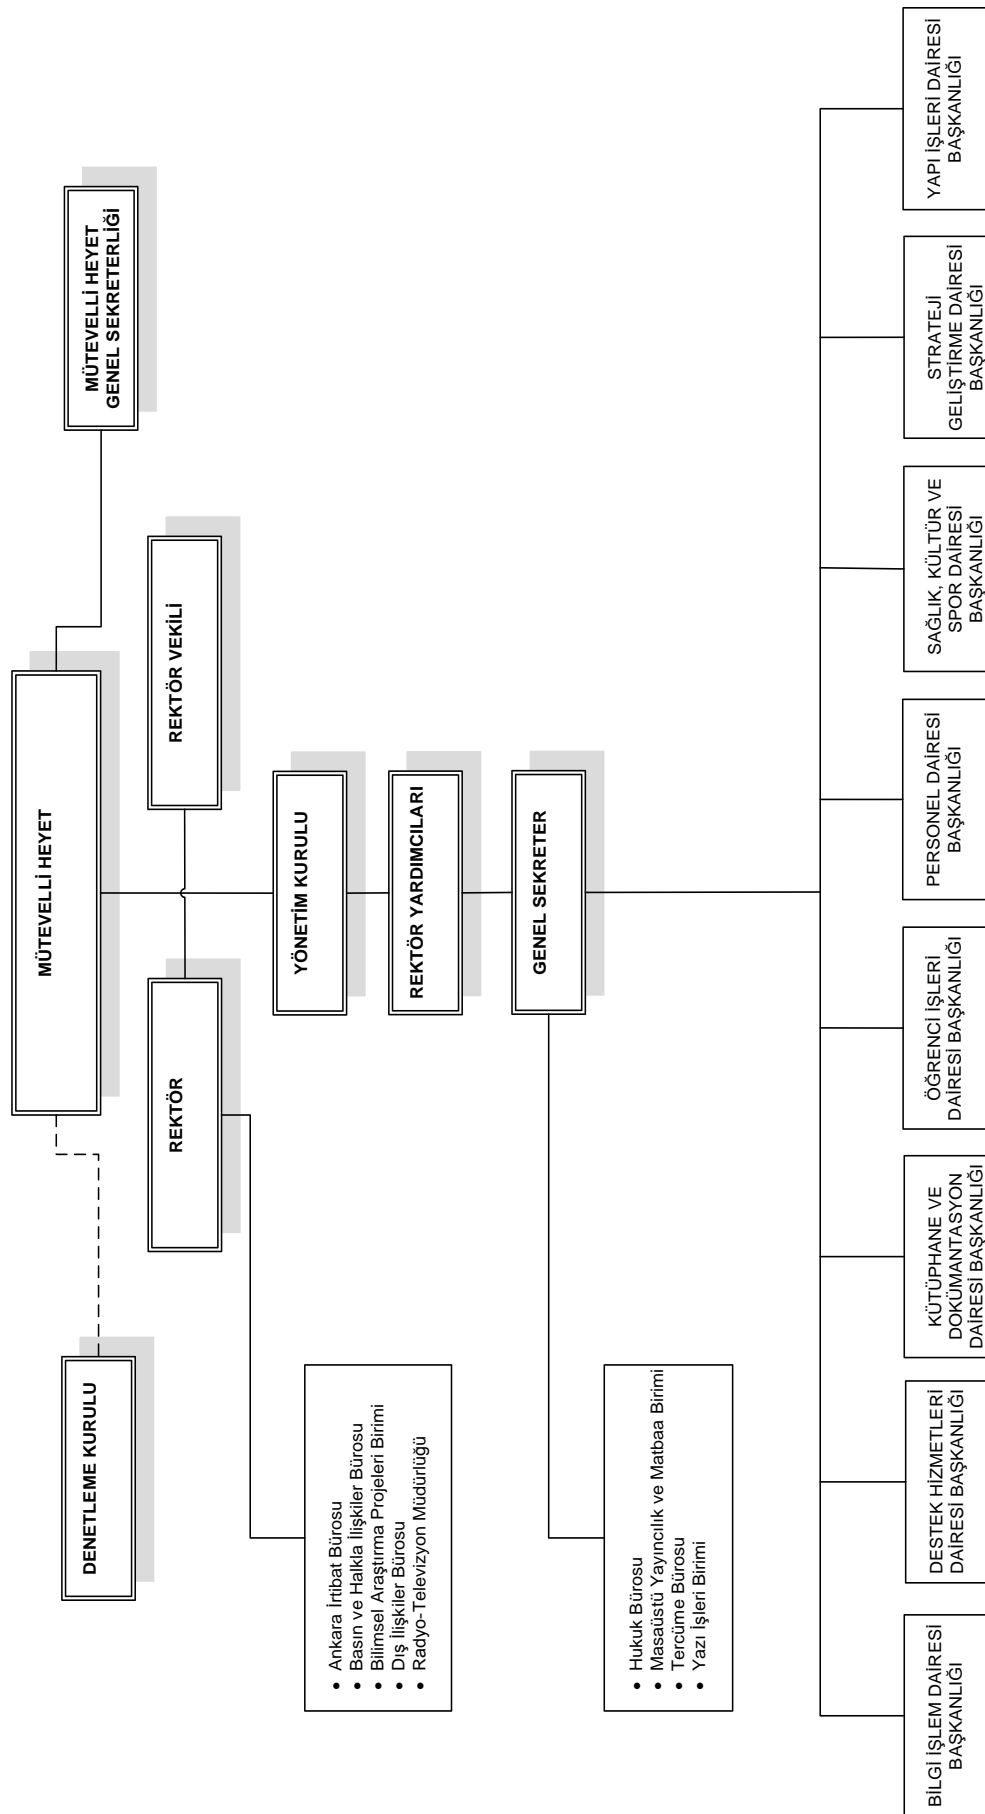 MÜTEVELLİ HEYET
MÜTEVELLİ HEYET
GENEL SEKRETERLİĞİ
DENETLEME KURULU
REKTÖR
REKTÖR VEKİLİ
YÖNETİM KURULU
REKTÖR YARDIMCILARI
GENEL SEKRETER
• Ankara İrtibat Bürosu
• Basın ve Halkla İlişkiler Bürosu
• Bilimsel Araştırma Projeleri Birimi
• Dış İlişkiler Bürosu
• Radyo-Televizyon Müdürlüğü
• Hukuk Bürosu
• Masaüstü Yayıncılık ve Matbaa Birimi
• Tercüme Bürosu
• Yazı İşleri Birimi
BİLGİ İŞLEM DAİRESİ
BAŞKANLIĞI
DESTEK HİZMETLERİ
DAİRESİ BAŞKANLIĞI
KÜTÜPHANE VE
DOKÜMANTASYON
DAİRESİ BAŞKANLIĞI
ÖĞRENCİ İŞLERİ
DAİRESİ BAŞKANLIĞI
PERSONEL DAİRESİ
BAŞKANLIĞI
SAĞLIK, KÜLTÜR VE
SPOR DAİRESİ
BAŞKANLIĞI
STRATEJİ
GELİŞTİRME DAİRESİ
BAŞKANLIĞI
YAPI İŞLERİ DAİRESİ
BAŞKANLIĞI